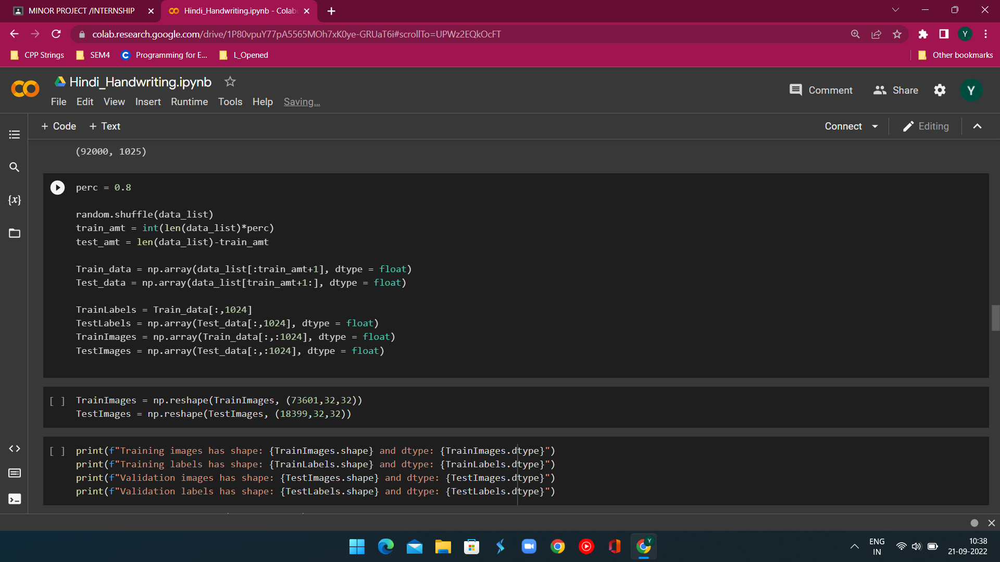 MINOR PROJECT /INTERNSHIP
Hindi_Handwriting.ipynb - Colab
colab.research.google.com/drive/1P80vpuY77pA5565MOh7xK0ye-GRUaT6i#scrollTo=UPWz2EQkOcFT
Y
CPP Strings SEM4 Programming for E... L_Opened Other bookmarks
Hindi_Handwriting.ipynb
File Edit View Insert Runtime Tools Help Saving...
Comment Share Y
+ Code + Text Connect Editing
(92000, 1025)
perc = 0.8
random.shuffle(data_list)
train_amt = int(len(data_list)*perc)
test_amt = len(data_list)-train_amt
Train_data = np.array(data_list[:train_amt+1], dtype = float)
Test_data = np.array(data_list[train_amt+1:], dtype = float)
TrainLabels = Train_data[:,1024]
TestLabels = np.array(Test_data[:,1024], dtype = float)
TrainImages = np.array(Train_data[:,:1024], dtype = float)
TestImages = np.array(Test_data[:,:1024], dtype = float)
[ ] TrainImages = np.reshape(TrainImages, (73601,32,32))
TestImages = np.reshape(TestImages, (18399,32,32))
[ ] print(f"Training images has shape: {TrainImages.shape} and dtype: {TrainImages.dtype}")
print(f"Training labels has shape: {TrainLabels.shape} and dtype: {TrainLabels.dtype}")
print(f"Validation images has shape: {TestImages.shape} and dtype: {TestImages.dtype}")
print(f"Validation labels has shape: {TestLabels.shape} and dtype: {TestLabels.dtype}")
{x}
Y
ENG
IN
10:38
21-09-2022